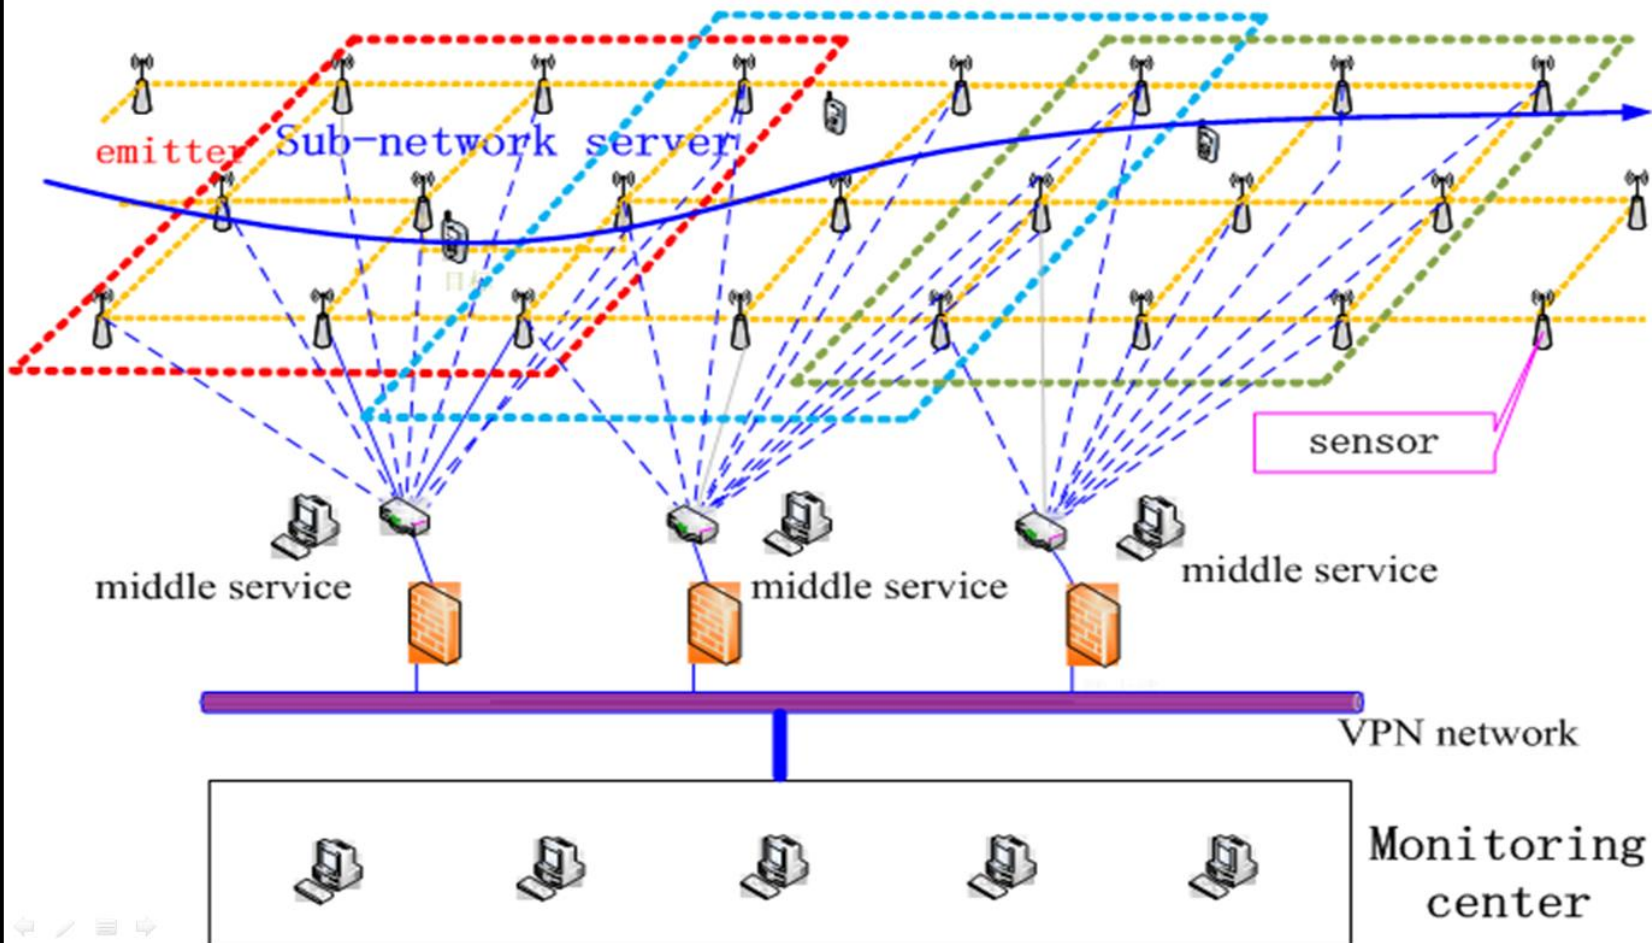 emitter
Sub-network server
sensor
middle service
middle service
middle service
VPN network
Monitoring
center